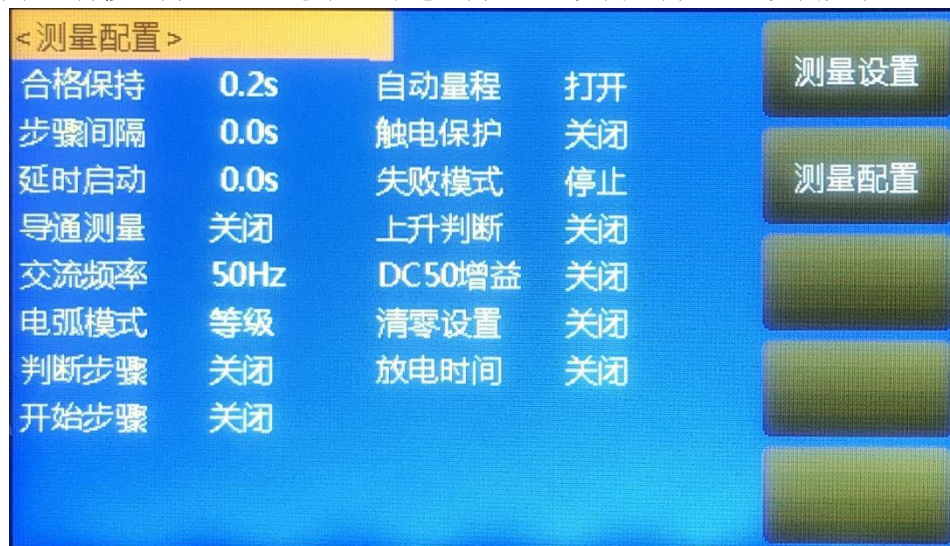 <测量配置>
合格保持 0.2s 自动量程 打开
步骤间隔 0.0s 触电保护 关闭
延时启动 0.0s 失败模式 停止
导通测量 关闭 上升判断 关闭
交流频率 50Hz DC50增益 关闭
电弧模式 等级 清零设置 关闭
判断步骤 关闭 放电时间 关闭
开始步骤 关闭
测量设置
测量配置